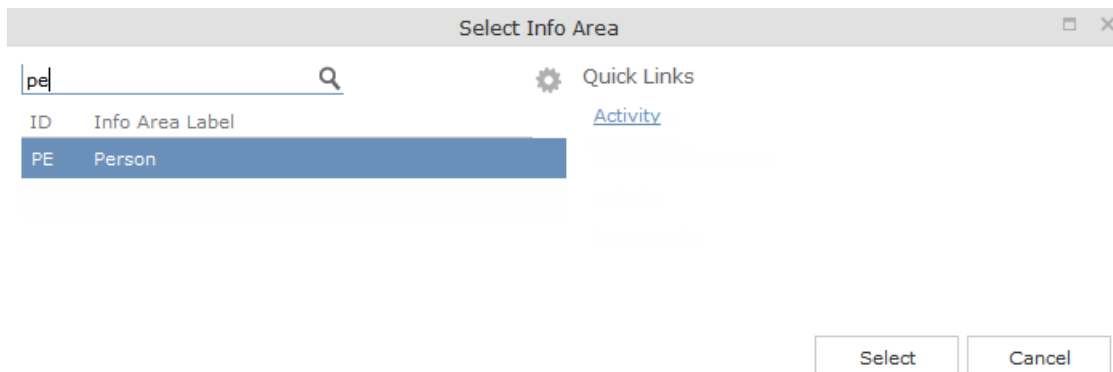 Select Info Area
pe
Quick Links
ID Info Area Label
Activity
PE Person
Select Cancel